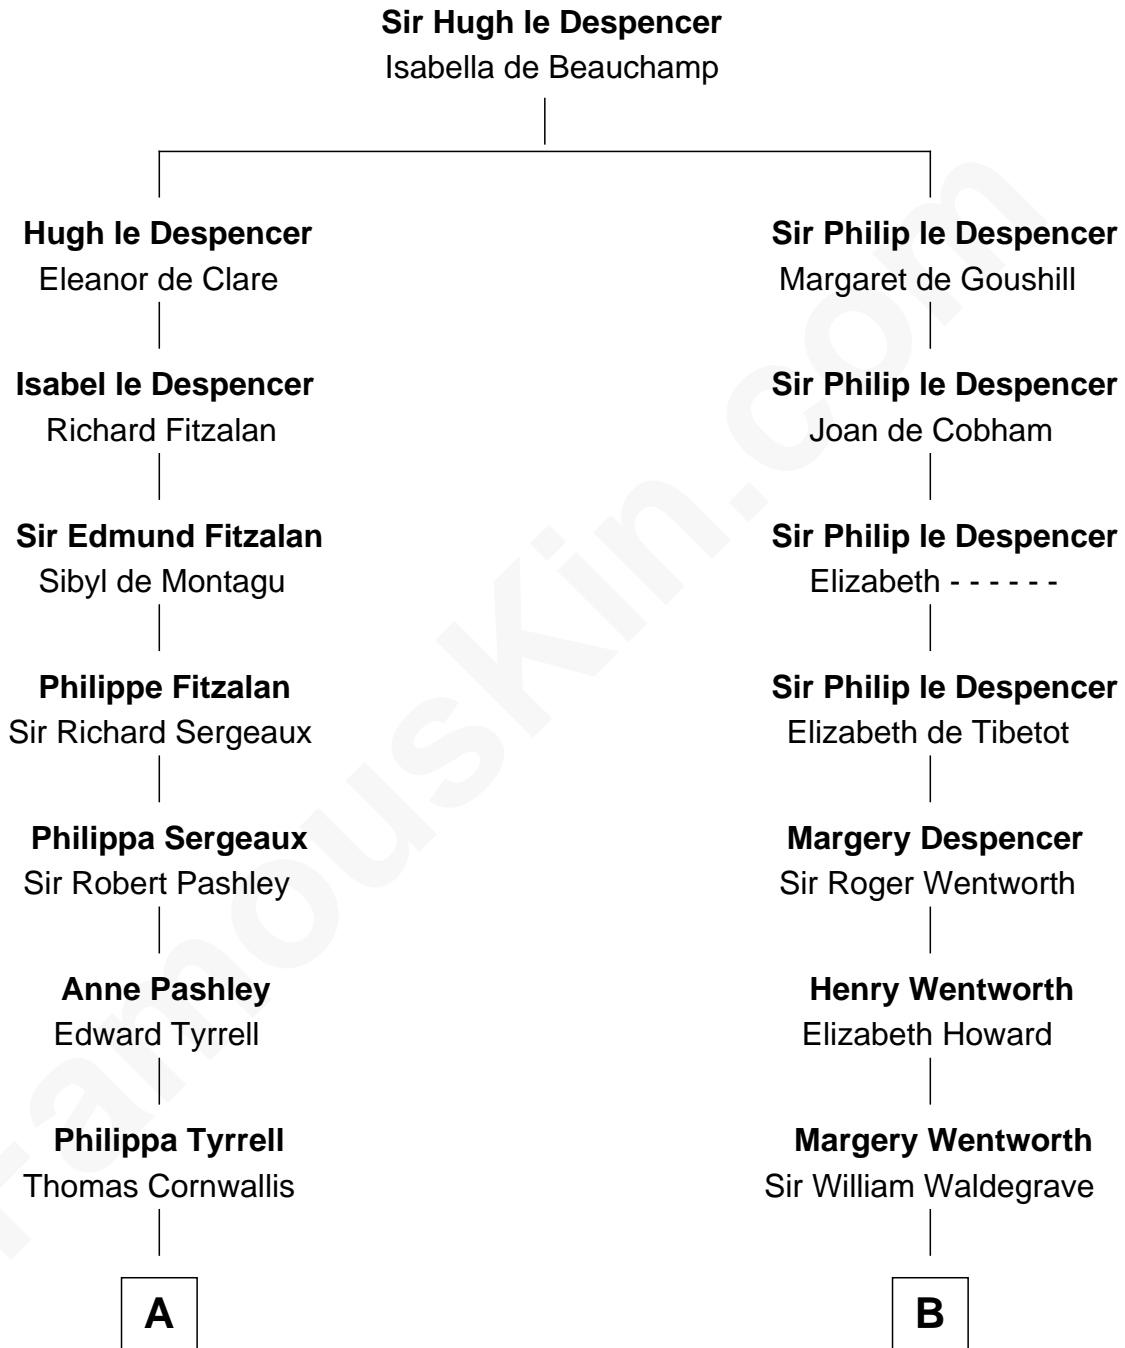 Sir Hugh le Despencer
Isabella de Beauchamp
Hugh le Despencer
Eleanor de Clare
Sir Philip le Despencer
Margaret de Goushill
Isabel le Despencer
Richard Fitzalan
Sir Philip le Despencer
Joan de Cobham
Sir Edmund Fitzalan
Sibyl de Montagu
Sir Philip le Despencer
Elizabeth - - - - - -
Philippe Fitzalan
Sir Richard Sergeaux
Sir Philip le Despencer
Elizabeth de Tibetot
Philippa Sergeaux
Sir Robert Pashley
Margery Despencer
Sir Roger Wentworth
Anne Pashley
Edward Tyrrell
Henry Wentworth
Elizabeth Howard
Philippa Tyrrell
Thomas Cornwallis
Margery Wentworth
Sir William Waldegrave
A
B
FamousKin.com